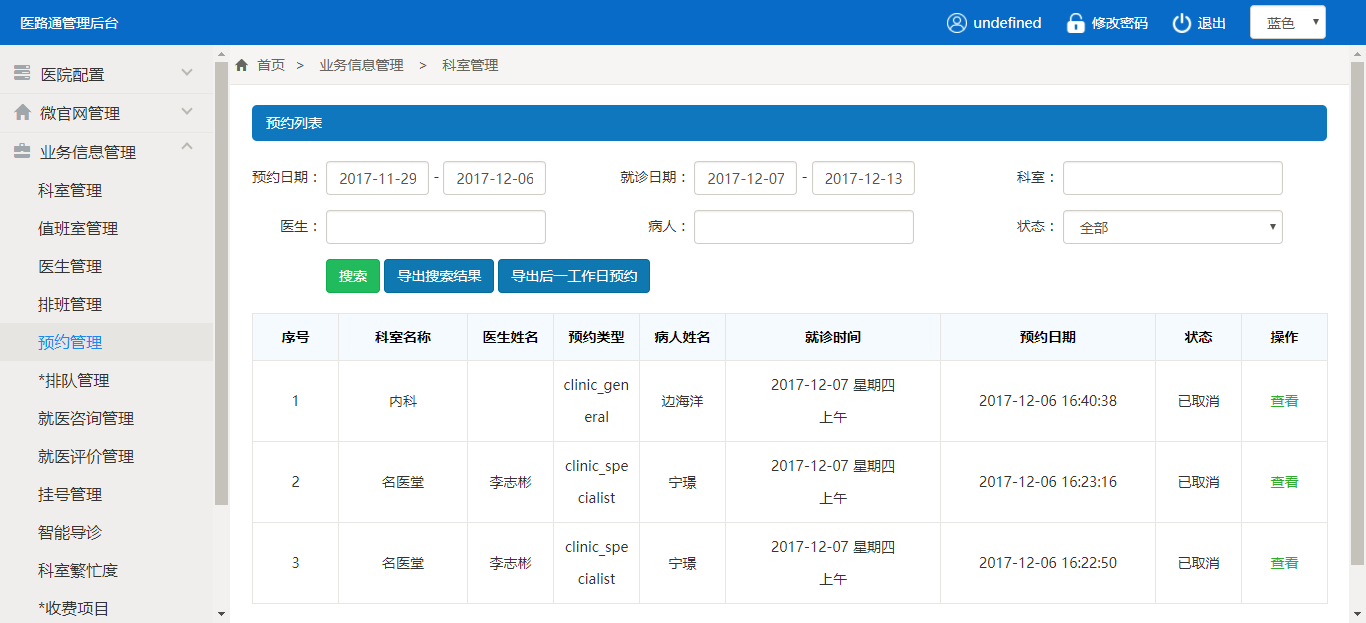 医路通管理后台
undefined
修改密码
退出
蓝色
医院配置
微官网管理
业务信息管理
科室管理
值班室管理
医生管理
排班管理
预约管理
*排队管理
就医咨询管理
就医评价管理
挂号管理
智能导诊
科室繁忙度
*收费项目
首页 > 业务信息管理 > 科室管理
预约列表
预约日期： 2017-11-29 - 2017-12-06 就诊日期： 2017-12-07 - 2017-12-13 科室：
医生： 病人： 状态： 全部
搜索 导出搜索结果 导出后一工作日预约
序号 科室名称 医生姓名 预约类型 病人姓名 就诊时间 预约日期 状态 操作
1 内科 clinic_gen 边海洋 2017-12-07 星期四 2017-12-06 16:40:38 已取消 查看
eral 上午
2 名医堂 李志彬 clinic_spe 宁璟 2017-12-07 星期四 2017-12-06 16:23:16 已取消 查看
cialist 上午
3 名医堂 李志彬 clinic_spe 宁璟 2017-12-07 星期四 2017-12-06 16:22:50 已取消 查看
cialist 上午